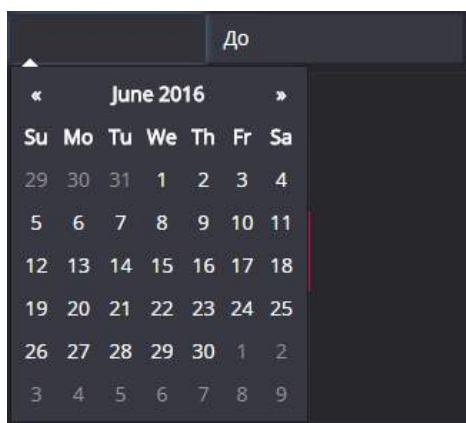 До
« June 2016 »
Su Mo Tu We Th Fr Sa
29 30 31 1 2 3 4
5 6 7 8 9 10 11
12 13 14 15 16 17 18
19 20 21 22 23 24 25
26 27 28 29 30 1 2
3 4 5 6 7 8 9